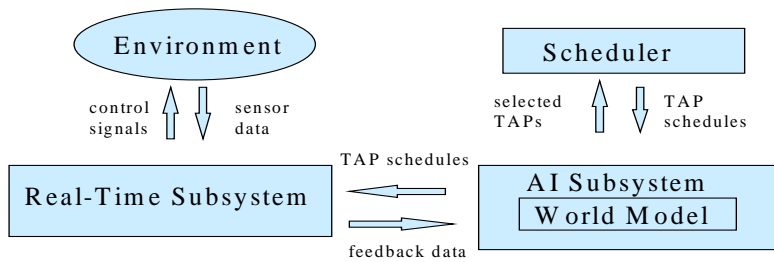 Environment
Scheduler
control
signals
sensor
data
selected
TAPs
TAP
schedules
TAP schedules
Real-Time Subsystem
AI Subsystem
World Model
feedback data